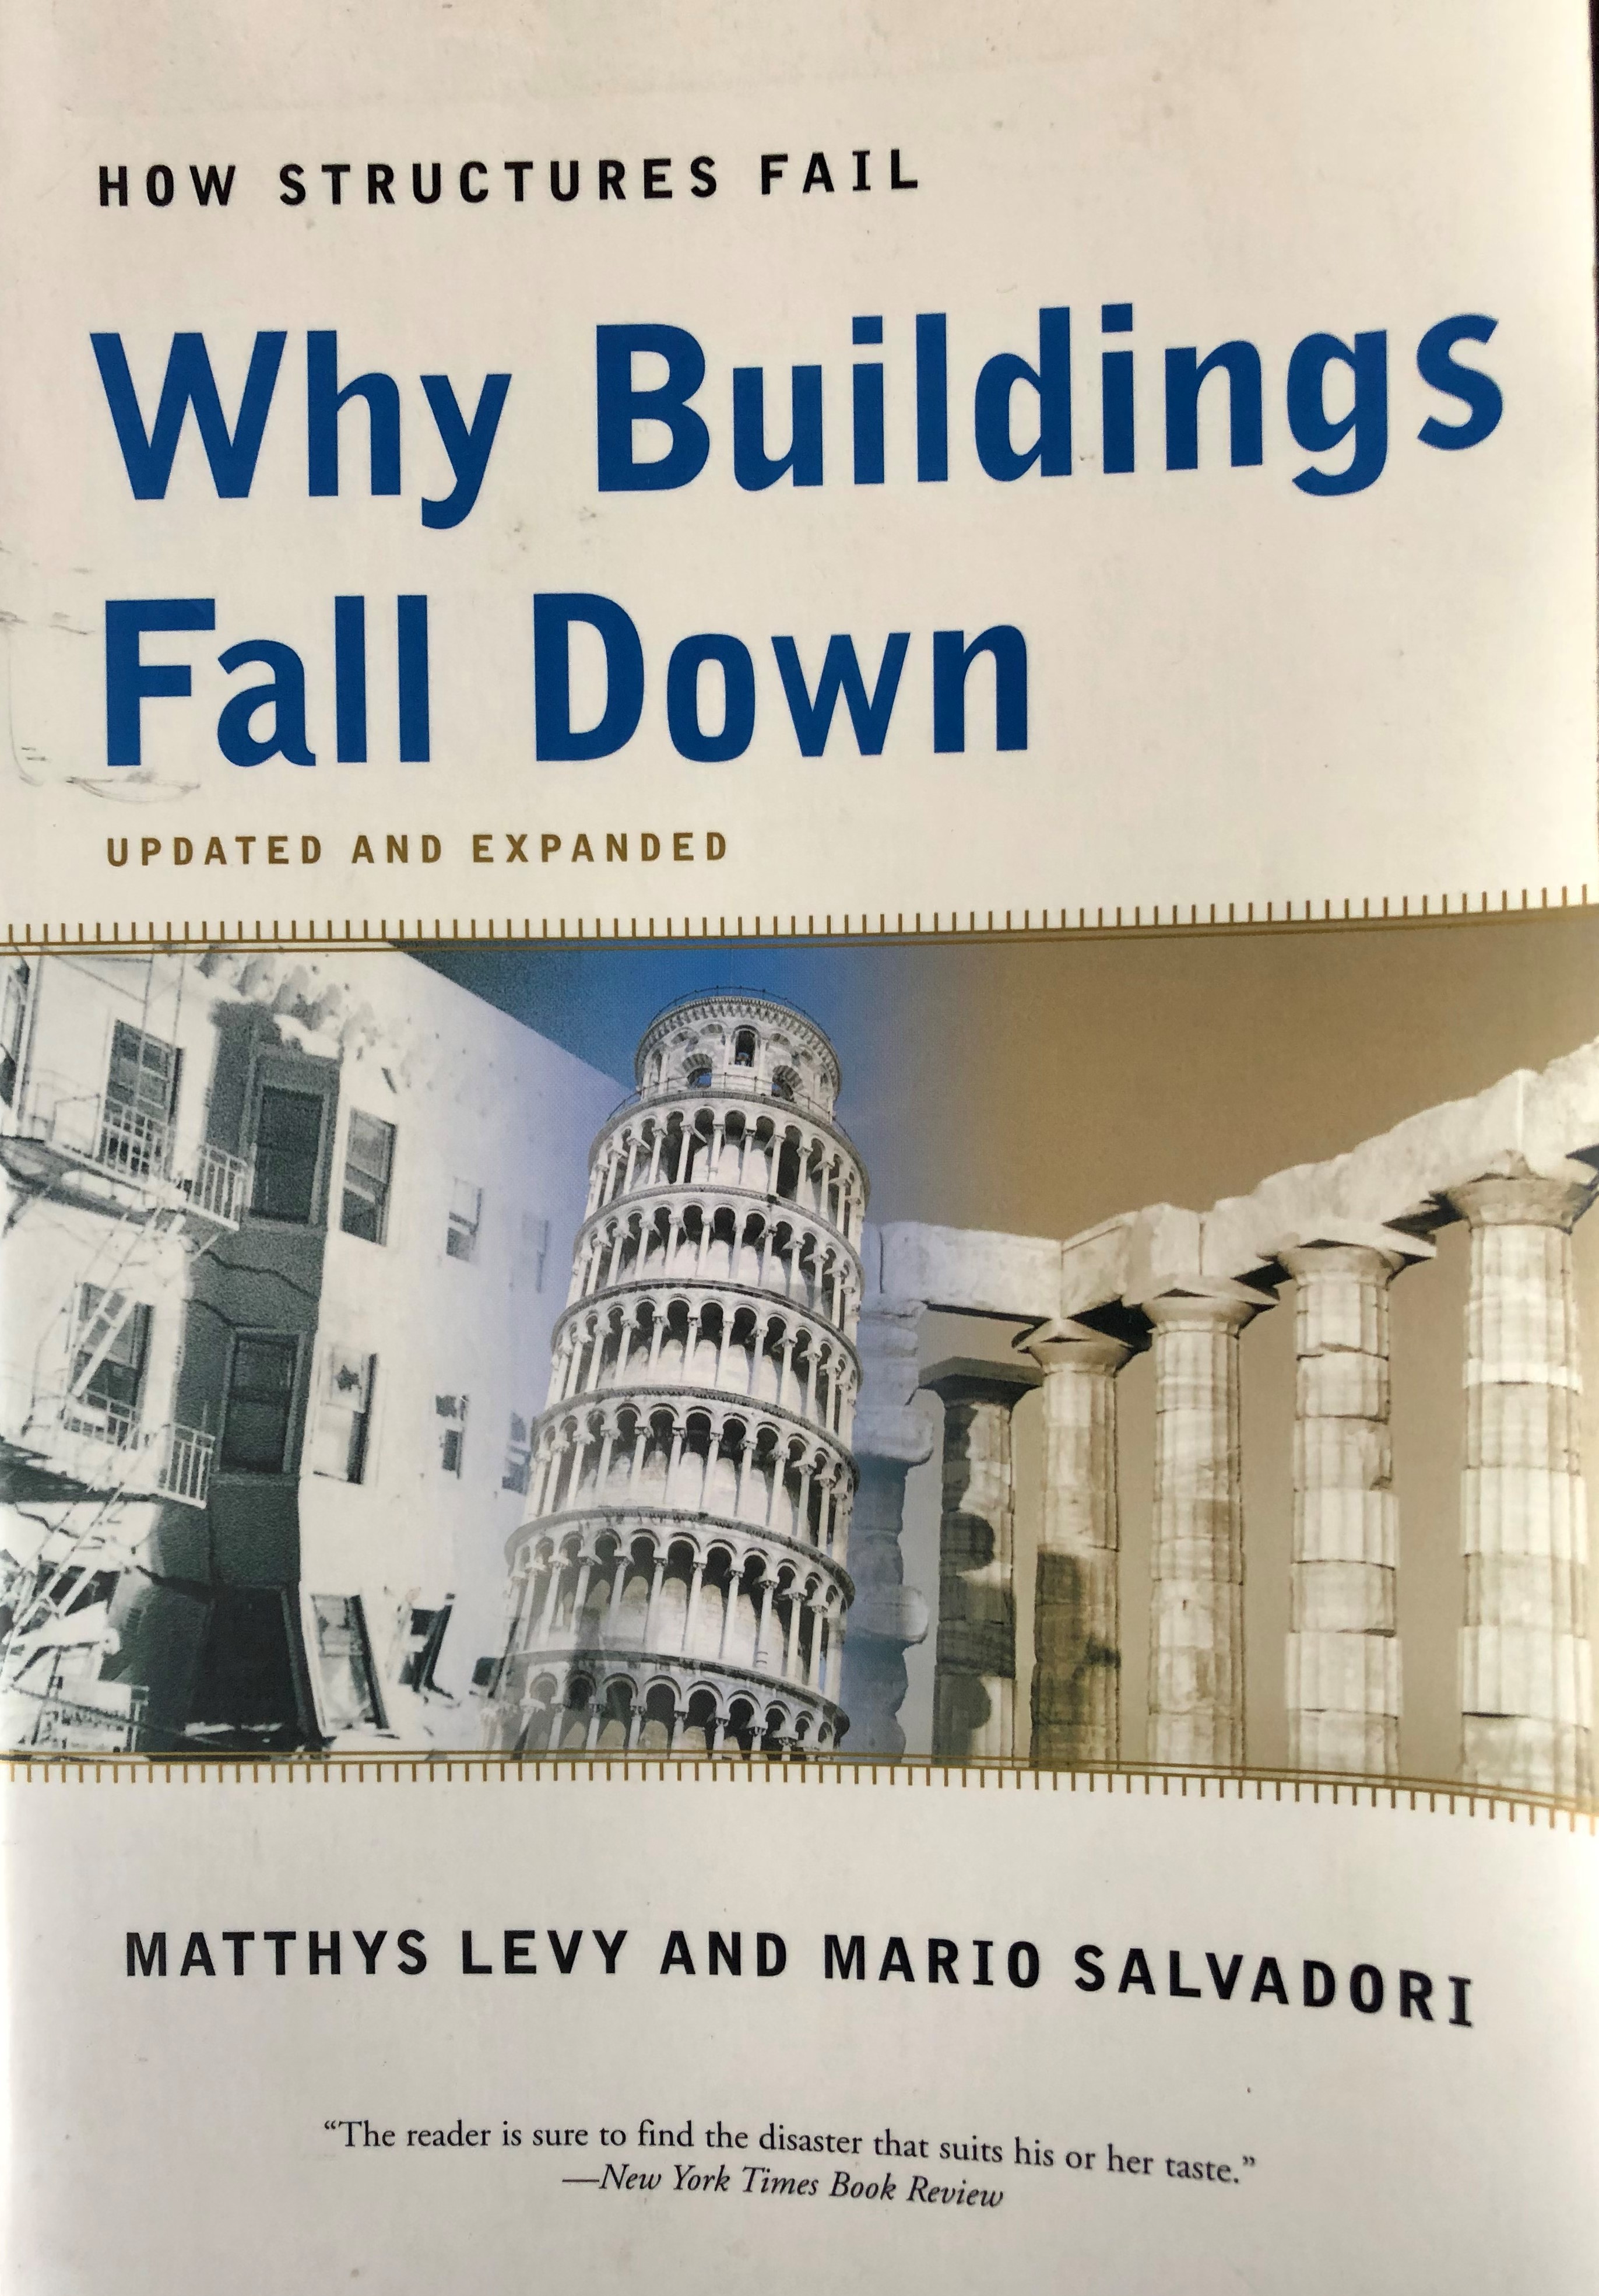 HOW STRUCTURES FAIL
Why Buildings
Fall Down
UPDATED AND EXPANDED
MATTHYS LEVY AND MARIO SALVADORI
“The reader is sure to find the disaster that suits his or her taste.”
—New York Times Book Review